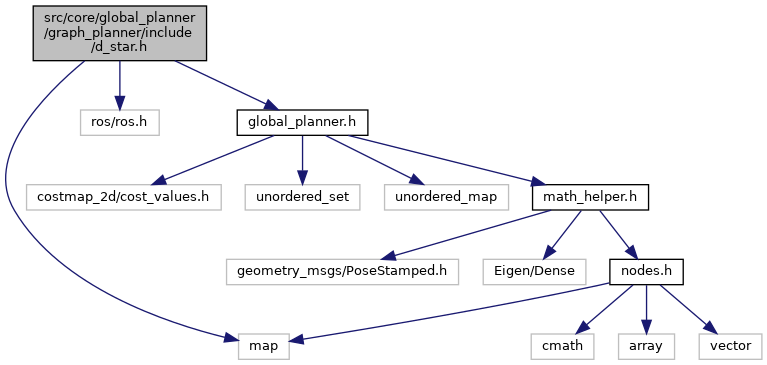 src/core/global_planner
/graph_planner/include
/d_star.h
ros/ros.h
global_planner.h
costmap_2d/cost_values.h
unordered_set
unordered_map
math_helper.h
geometry_msgs/PoseStamped.h
Eigen/Dense
nodes.h
map
cmath
array
vector